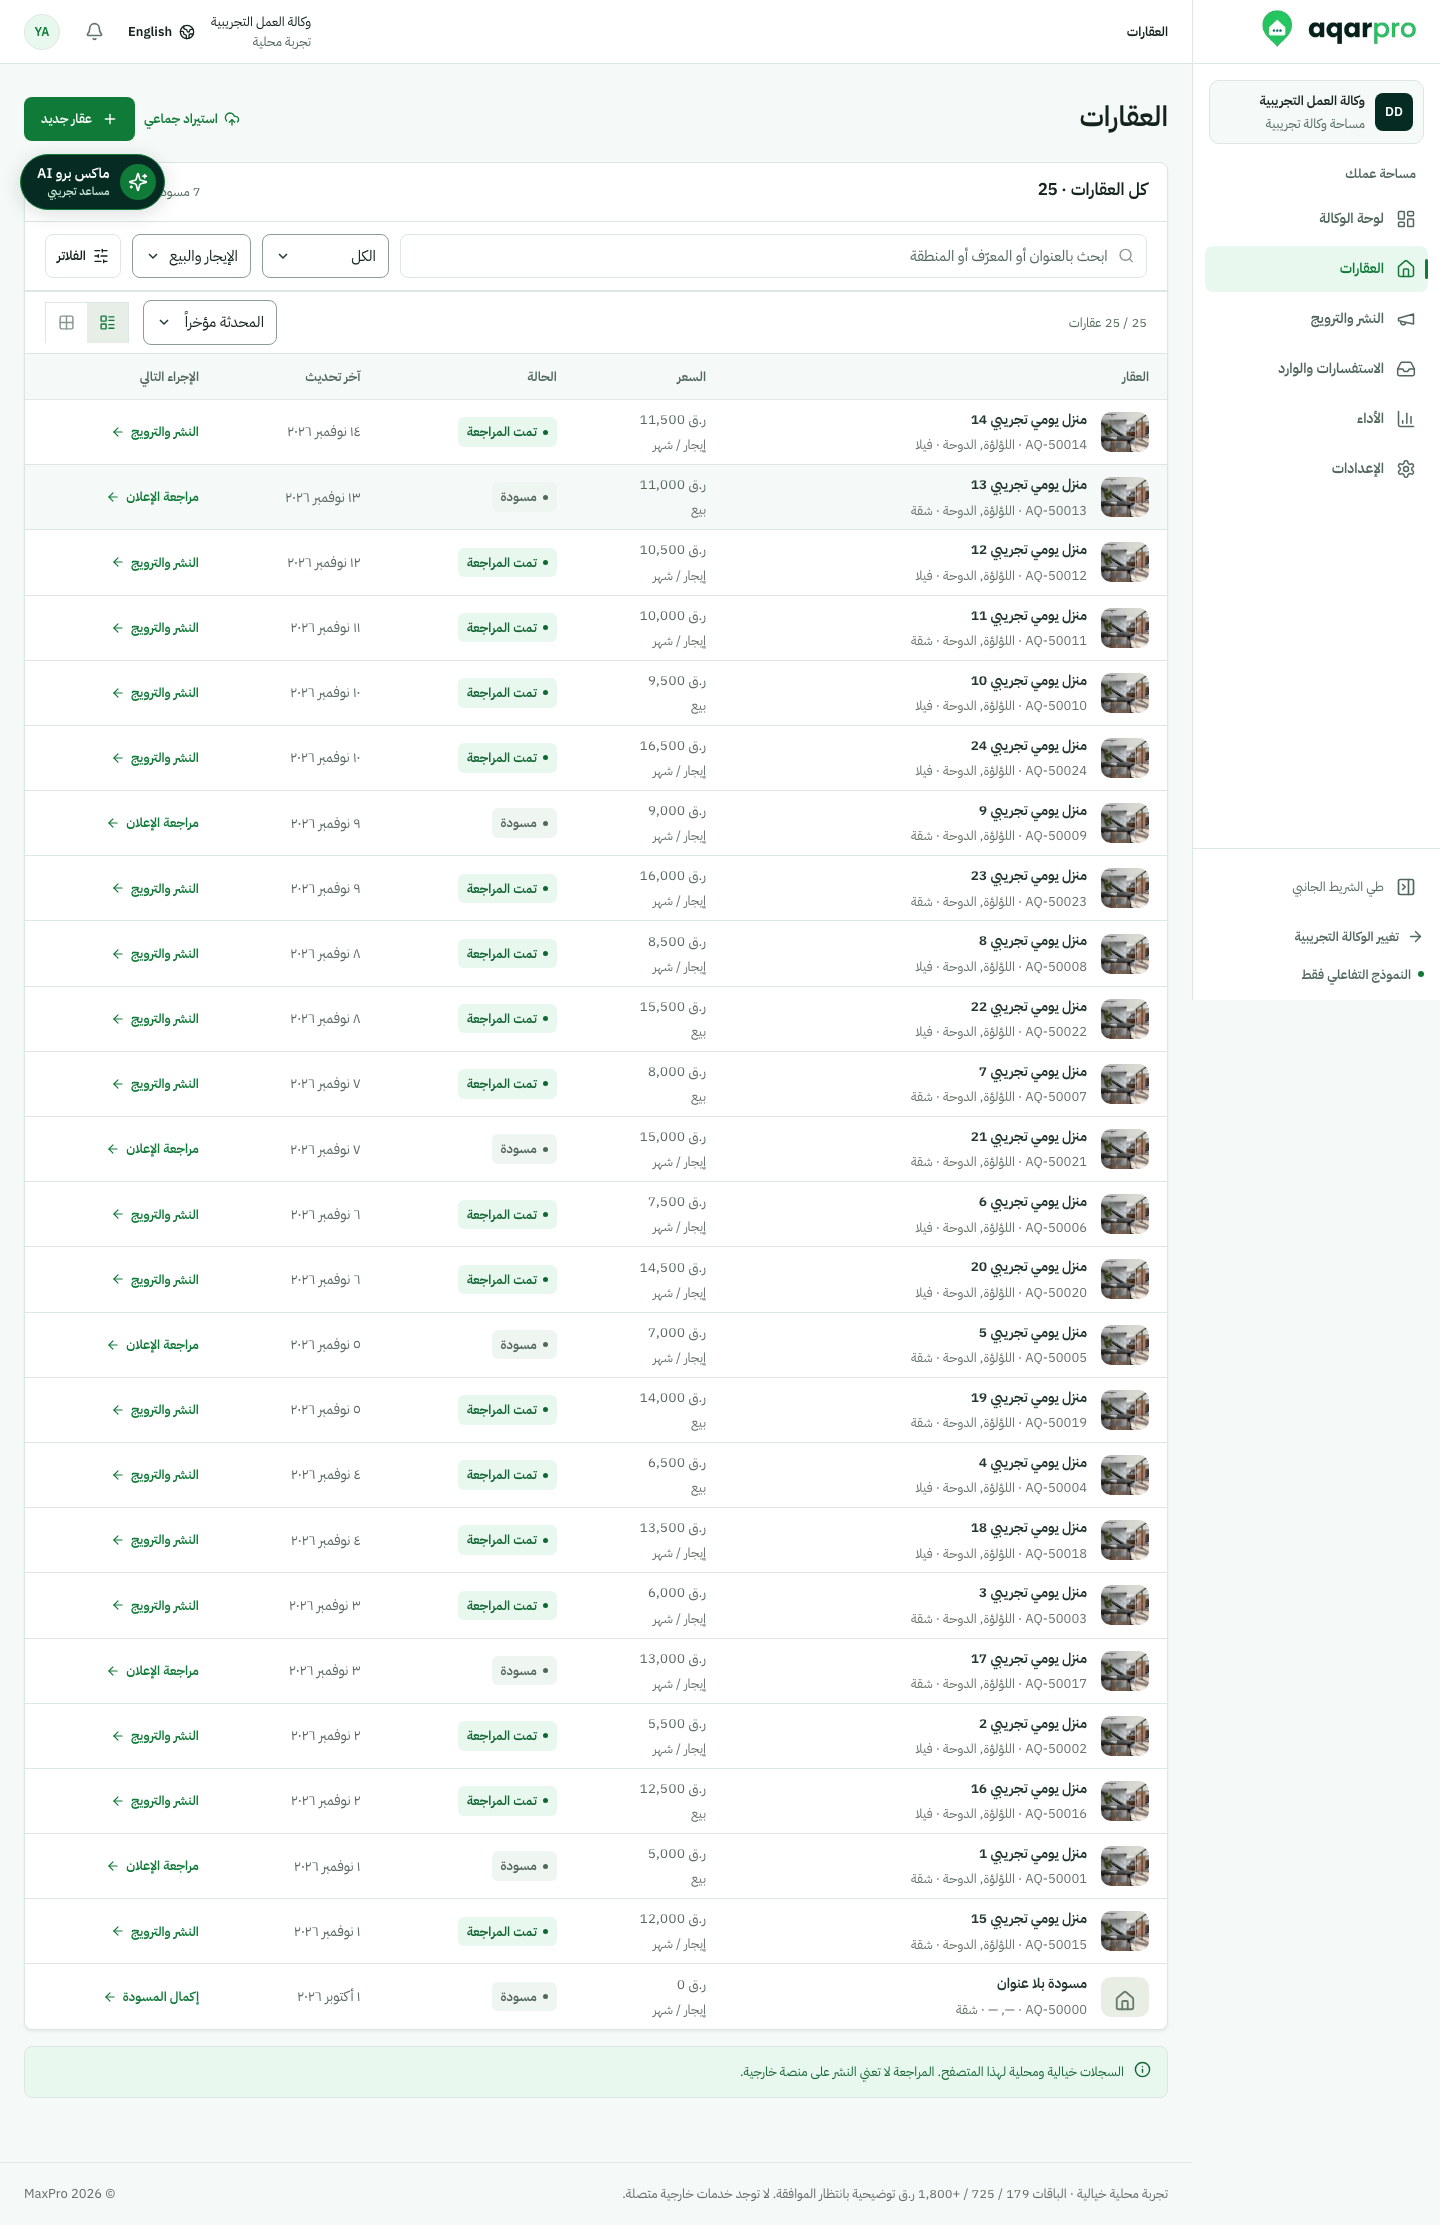 aqarpro
العقارات
وكالة العمل التجريبية
تجربة محلية
English
YA
DD
وكالة العمل التجريبية
مساحة وكالة تجريبية
مساحة عملك
لوحة الوكالة
العقارات
النشر والترويج
الاستفسارات والوارد
الأداء
الإعدادات
طي الشريط الجانبي
تغيير الوكالة التجريبية
النموذج التفاعلي فقط
العقارات
استيراد جماعي
عقار جديد
ماكس برو AI
مساعد تجريبي
كل العقارات · 25
7 مسودة
ابحث بالعنوان أو المعرّف أو المنطقة
الكل
الإيجار والبيع
الفلاتر
25 / 25 عقارات
المحدثة مؤخراً
العقار السعر الحالة آخر تحديث الإجراء التالي
منزل يومي تجريبي 14 ر.ق 11,500 تمت المراجعة ١٤ نوفمبر ٢٠٢٦ النشر والترويج
AQ-50014 · اللؤلؤة, الدوحة · فيلا إيجار / شهر
منزل يومي تجريبي 13 ر.ق 11,000 مسودة ١٣ نوفمبر ٢٠٢٦ مراجعة الإعلان
AQ-50013 · اللؤلؤة, الدوحة · شقة بيع
منزل يومي تجريبي 12 ر.ق 10,500 تمت المراجعة ١٢ نوفمبر ٢٠٢٦ النشر والترويج
AQ-50012 · اللؤلؤة, الدوحة · فيلا إيجار / شهر
منزل يومي تجريبي 11 ر.ق 10,000 تمت المراجعة ١١ نوفمبر ٢٠٢٦ النشر والترويج
AQ-50011 · اللؤلؤة, الدوحة · شقة إيجار / شهر
منزل يومي تجريبي 10 ر.ق 9,500 تمت المراجعة ١٠ نوفمبر ٢٠٢٦ النشر والترويج
AQ-50010 · اللؤلؤة, الدوحة · فيلا بيع
منزل يومي تجريبي 24 ر.ق 16,500 تمت المراجعة ١٠ نوفمبر ٢٠٢٦ النشر والترويج
AQ-50024 · اللؤلؤة, الدوحة · فيلا إيجار / شهر
منزل يومي تجريبي 9 ر.ق 9,000 مسودة ٩ نوفمبر ٢٠٢٦ مراجعة الإعلان
AQ-50009 · اللؤلؤة, الدوحة · شقة إيجار / شهر
منزل يومي تجريبي 23 ر.ق 16,000 تمت المراجعة ٩ نوفمبر ٢٠٢٦ النشر والترويج
AQ-50023 · اللؤلؤة, الدوحة · شقة إيجار / شهر
منزل يومي تجريبي 8 ر.ق 8,500 تمت المراجعة ٨ نوفمبر ٢٠٢٦ النشر والترويج
AQ-50008 · اللؤلؤة, الدوحة · فيلا إيجار / شهر
منزل يومي تجريبي 22 ر.ق 15,500 تمت المراجعة ٨ نوفمبر ٢٠٢٦ النشر والترويج
AQ-50022 · اللؤلؤة, الدوحة · فيلا بيع
منزل يومي تجريبي 7 ر.ق 8,000 تمت المراجعة ٧ نوفمبر ٢٠٢٦ النشر والترويج
AQ-50007 · اللؤلؤة, الدوحة · شقة بيع
منزل يومي تجريبي 21 ر.ق 15,000 مسودة ٧ نوفمبر ٢٠٢٦ مراجعة الإعلان
AQ-50021 · اللؤلؤة, الدوحة · شقة إيجار / شهر
منزل يومي تجريبي 6 ر.ق 7,500 تمت المراجعة ٦ نوفمبر ٢٠٢٦ النشر والترويج
AQ-50006 · اللؤلؤة, الدوحة · فيلا إيجار / شهر
منزل يومي تجريبي 20 ر.ق 14,500 تمت المراجعة ٦ نوفمبر ٢٠٢٦ النشر والترويج
AQ-50020 · اللؤلؤة, الدوحة · فيلا إيجار / شهر
منزل يومي تجريبي 5 ر.ق 7,000 مسودة ٥ نوفمبر ٢٠٢٦ مراجعة الإعلان
AQ-50005 · اللؤلؤة, الدوحة · شقة إيجار / شهر
منزل يومي تجريبي 19 ر.ق 14,000 تمت المراجعة ٥ نوفمبر ٢٠٢٦ النشر والترويج
AQ-50019 · اللؤلؤة, الدوحة · شقة بيع
منزل يومي تجريبي 4 ر.ق 6,500 تمت المراجعة ٤ نوفمبر ٢٠٢٦ النشر والترويج
AQ-50004 · اللؤلؤة, الدوحة · فيلا بيع
منزل يومي تجريبي 18 ر.ق 13,500 تمت المراجعة ٤ نوفمبر ٢٠٢٦ النشر والترويج
AQ-50018 · اللؤلؤة, الدوحة · فيلا إيجار / شهر
منزل يومي تجريبي 3 ر.ق 6,000 تمت المراجعة ٣ نوفمبر ٢٠٢٦ النشر والترويج
AQ-50003 · اللؤلؤة, الدوحة · شقة إيجار / شهر
منزل يومي تجريبي 17 ر.ق 13,000 مسودة ٣ نوفمبر ٢٠٢٦ مراجعة الإعلان
AQ-50017 · اللؤلؤة, الدوحة · شقة إيجار / شهر
منزل يومي تجريبي 2 ر.ق 5,500 تمت المراجعة ٢ نوفمبر ٢٠٢٦ النشر والترويج
AQ-50002 · اللؤلؤة, الدوحة · فيلا إيجار / شهر
منزل يومي تجريبي 16 ر.ق 12,500 تمت المراجعة ٢ نوفمبر ٢٠٢٦ النشر والترويج
AQ-50016 · اللؤلؤة, الدوحة · فيلا بيع
منزل يومي تجريبي 1 ر.ق 5,000 مسودة ١ نوفمبر ٢٠٢٦ مراجعة الإعلان
AQ-50001 · اللؤلؤة, الدوحة · شقة بيع
منزل يومي تجريبي 15 ر.ق 12,000 تمت المراجعة ١ نوفمبر ٢٠٢٦ النشر والترويج
AQ-50015 · اللؤلؤة, الدوحة · شقة إيجار / شهر
مسودة بلا عنوان ر.ق 0 مسودة ١ أكتوبر ٢٠٢٦ إكمال المسودة
AQ-50000 · —, — · شقة إيجار / شهر
السجلات خيالية ومحلية لهذا المتصفح. المراجعة لا تعني النشر على منصة خارجية.
تجربة محلية خيالية · الباقات 179 / 725 / +1,800 ر.ق توضيحية بانتظار الموافقة. لا توجد خدمات خارجية متصلة.
© 2026 MaxPro